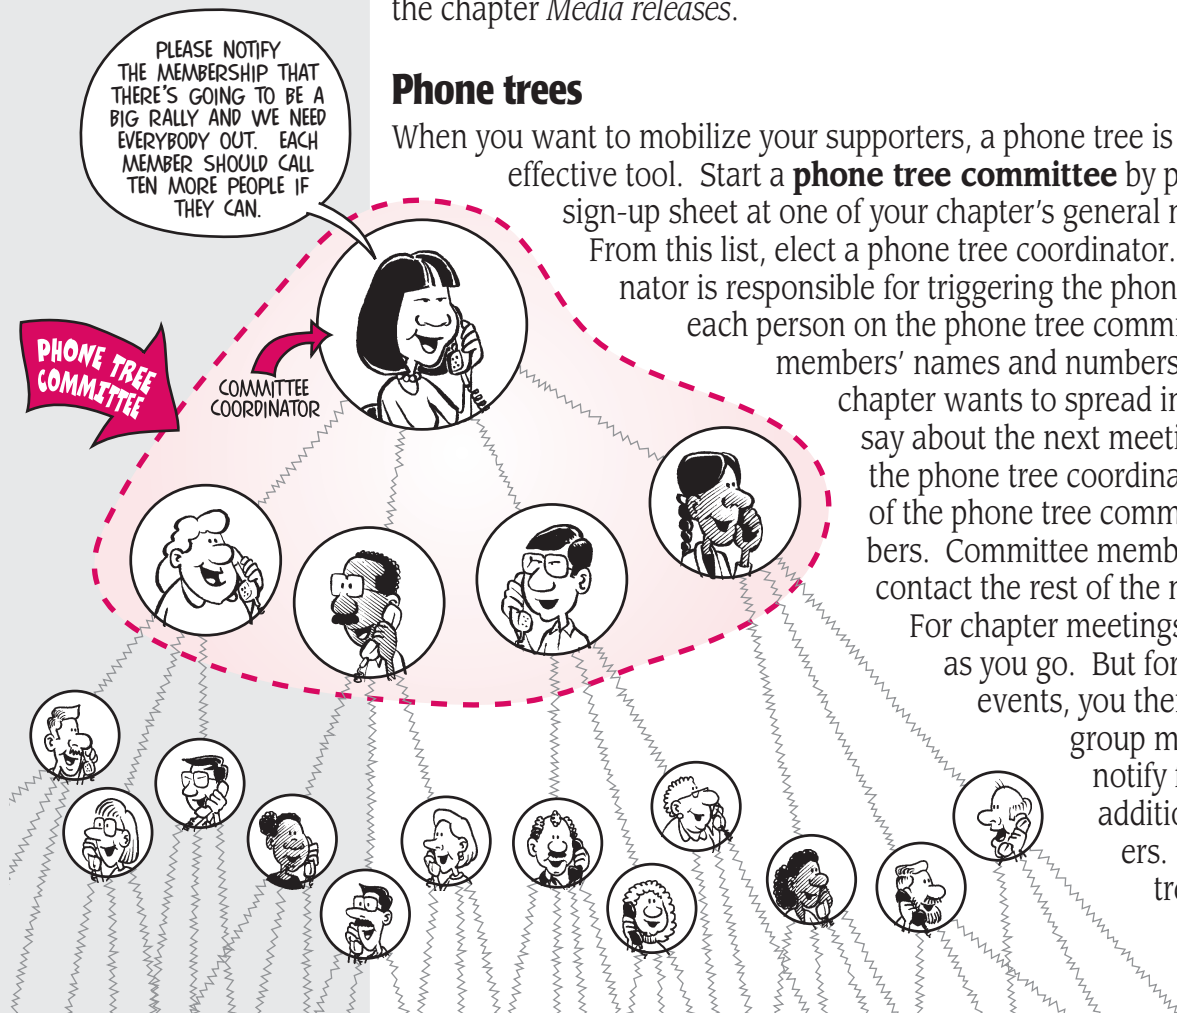 the chapter Media releases.
PLEASE NOTIFY
THE MEMBERSHIP THAT
THERE'S GOING TO BE A
BIG RALLY AND WE NEED
EVERYBODY OUT. EACH
MEMBER SHOULD CALL
TEN MORE PEOPLE IF
THEY CAN.
Phone trees
When you want to mobilize your supporters, a phone tree is
effective tool. Start a phone tree committee by p
sign-up sheet at one of your chapter's general
From this list, elect a phone tree coordinator.
nator is responsible for triggering the phon
each person on the phone tree comm
members' names and numbers
chapter wants to spread in
say about the next meeti
the phone tree coordina
of the phone tree comm
bers. Committee memb
contact the rest of the
For chapter meetings
as you go. But for
events, you the
group m
notify
additio
ers.
tre
PHONE TREE
COMMITTEE
COMMITTEE
COORDINATOR